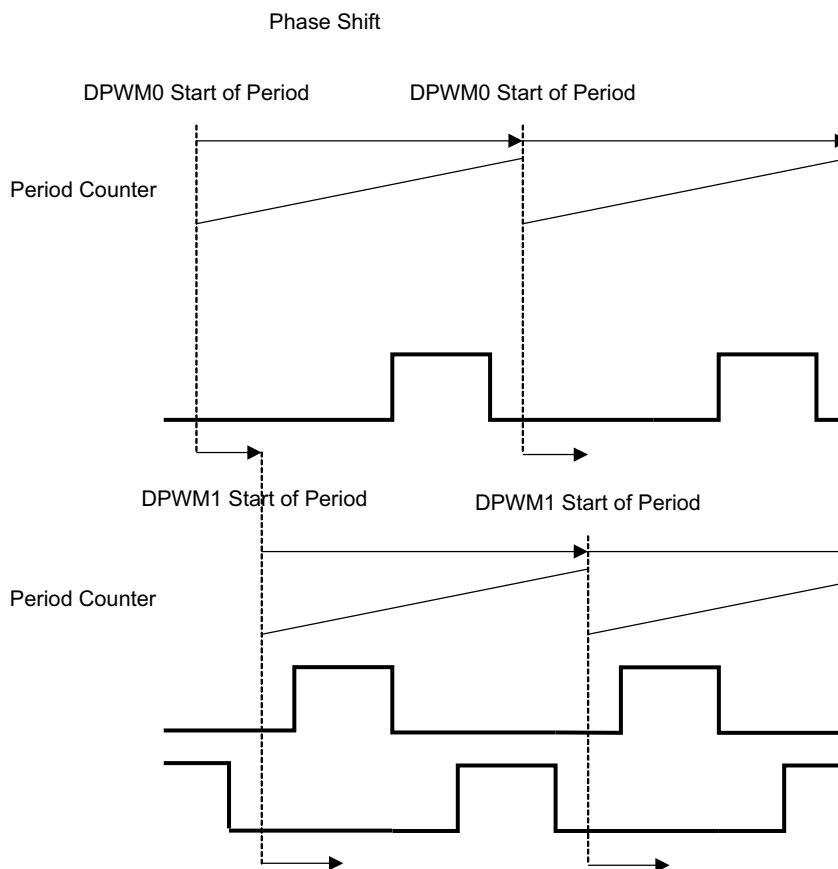 Phase Shift
DPWM0 Start of Period
DPWM0 Start of Period
Period Counter
DPWM1 Start of Period
DPWM1 Start of Period
Period Counter